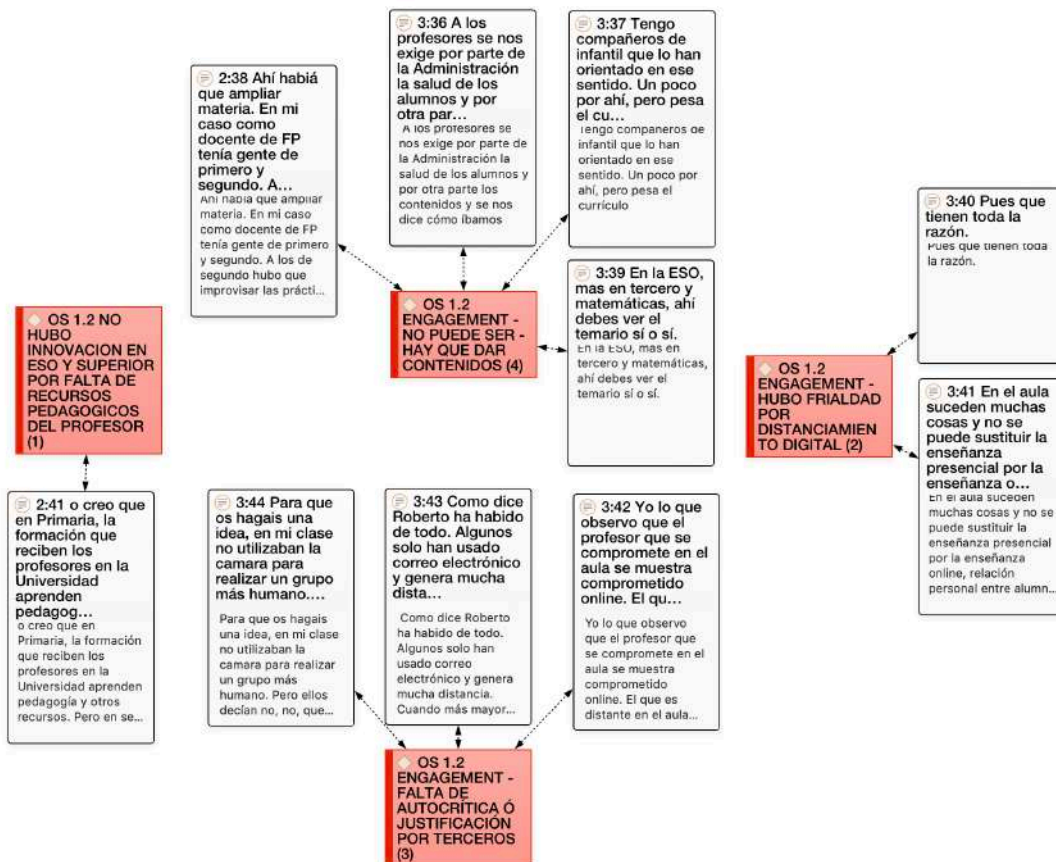 2:38 Ahí habiá
que ampliar
materia. En mi
caso como
docente de FP
tenía gente de
primero y
segundo. A…
Ahí había que ampliar
materia. En mi caso
como docente de FP
tenía gente de primero
y segundo. A los de
segundo hubo que
improvisar las prácti...
3:36 A los
profesores se nos
exige por parte de
la Administración
la salud de los
alumnos y por
otra par…
A los profesores se
nos exige por parte de
la Administración la
salud de los alumnos y
por otra parte los
contenidos y se nos
dice cómo íbamos
3:37 Tengo
compañeros de
infantil que lo han
orientado en ese
sentido. Un poco
por ahí, pero pesa
el cu…
Tengo compañeros de
infantil que lo han
orientado en ese
sentido. Un poco por
ahí, pero pesa el
currículo
3:39 En la ESO,
mas en tercero y
matemáticas, ahí
debes ver el
temario sí o sí.
En la ESO, mas en
tercero y matemáticas,
ahí debes ver el
temario sí o sí.
OS 1.2
ENGAGEMENT -
NO PUEDE SER -
HAY QUE DAR
CONTENIDOS (4)
3:40 Pues que
tienen toda la
razón.
Pues que tienen toda
la razón.
OS 1.2
ENGAGEMENT -
HUBO FRIALDAD
POR
DISTANCIAMIEN
TO DIGITAL (2)
3:41 En el aula
suceden muchas
cosas y no se
puede sustituir la
enseñanza
presencial por la
enseñanza o…
En el aula suceden
muchas cosas y no se
puede sustituir la
enseñanza presencial
por la enseñanza
online, relación
personal entre alumn...
OS 1.2 NO
HUBO
INNOVACION EN
ESO Y SUPERIOR
POR FALTA DE
RECURSOS
PEDAGOGICOS
DEL PROFESOR
(1)
2:41 o creo que
en Primaria, la
formación que
reciben los
profesores en la
Universidad
aprenden
pedagog…
o creo que en
Primaria, la formación
que reciben los
profesores en la
Universidad aprenden
pedagogía y otros
recursos. Pero en se...
3:44 Para que
os hagais una
idea, en mi clase
no utilizaban la
camara para
realizar un grupo
más humano.…
Para que os hagais
una idea, en mi clase
no utilizaban la
camara para realizar
un grupo más
humano. Pero ellos
decían no, no, que...
3:43 Como dice
Roberto ha habido
de todo. Algunos
solo han usado
correo electrónico
y genera mucha
dista…
Como dice Roberto
ha habido de todo.
Algunos solo han
usado correo
electrónico y genera
mucha distancia.
Cuando más mayor...
3:42 Yo lo que
observo que el
profesor que se
compromete en el
aula se muestra
comprometido
online. El qu…
Yo lo que observo
que el profesor que
se compromete en el
aula se muestra
comprometido
online. El que es
distante en el aula...
OS 1.2
ENGAGEMENT -
FALTA DE
AUTOCRÍTICA Ó
JUSTIFICACIÓN
POR TERCEROS
(3)